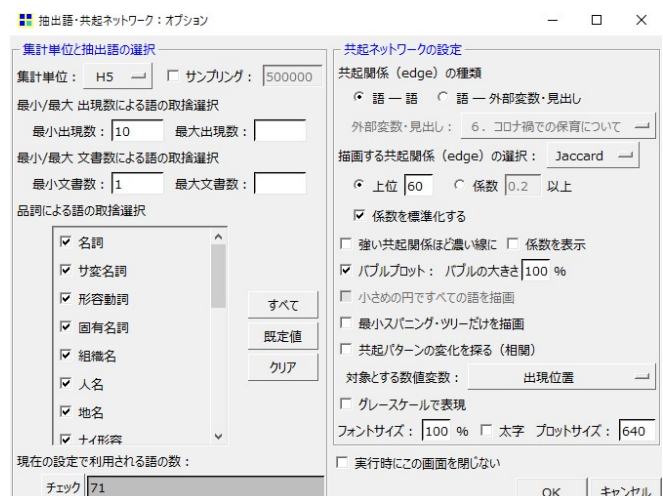 抽出語・共起ネットワーク：オプション
集計単位と抽出語の選択
集計単位： H5 サンプリング： 500000
最小/最大 出現数による語の取捨選択
最小出現数： 10 最大出現数：
最小/最大 文書数による語の取捨選択
最小文書数： 1 最大文書数：
品詞による語の取捨選択
名詞
サ変名詞
形容動詞
固有名詞
組織名
人名
地名
ナイ形容
すべて
既定値
クリア
現在の設定で利用される語の数：
チェック 71
共起ネットワークの設定
共起関係（edge）の種類
語 ― 語 語 ― 外部変数・見出し
外部変数・見出し： 6．コロナ禍での保育について
描画する共起関係（edge）の選択： Jaccard
上位 60 係数 0.2 以上
係数を標準化する
強い共起関係ほど濃い線に 係数を表示
バブルプロット： バブルの大きさ 100 %
小さめの円ですべての語を描画
最小スパニング・ツリーだけを描画
共起パターンの変化を探る（相関）
対象とする数値変数： 出現位置
グレースケールで表現
フォントサイズ： 100 % 太字 プロットサイズ： 640
実行時にこの画面を閉じない
OK キャンセル